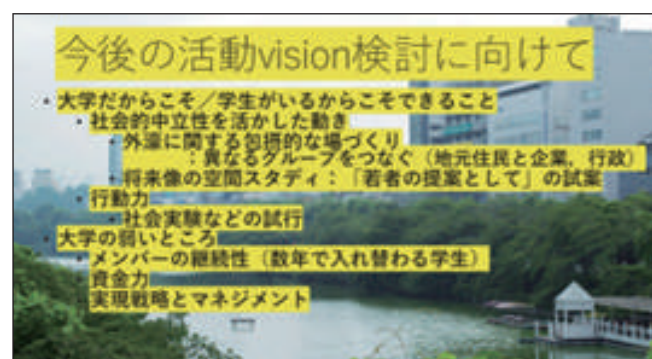 今後の活動vision検討に向けて
・大学だからこそ/学生がいるからこそできること
・社会的中立性を活かした動き
・外濠に関する包摂的な場づくり
:異なるグループをつなぐ(地元住民と企業,行政)
・将来像の空間スタディ:「若者の提案として」の試案
・行動力
・社会実験などの試行
・大学の弱いところ
・メンバーの継続性(数年で入れ替わる学生)
・資金力
・実現戦略とマネジメント